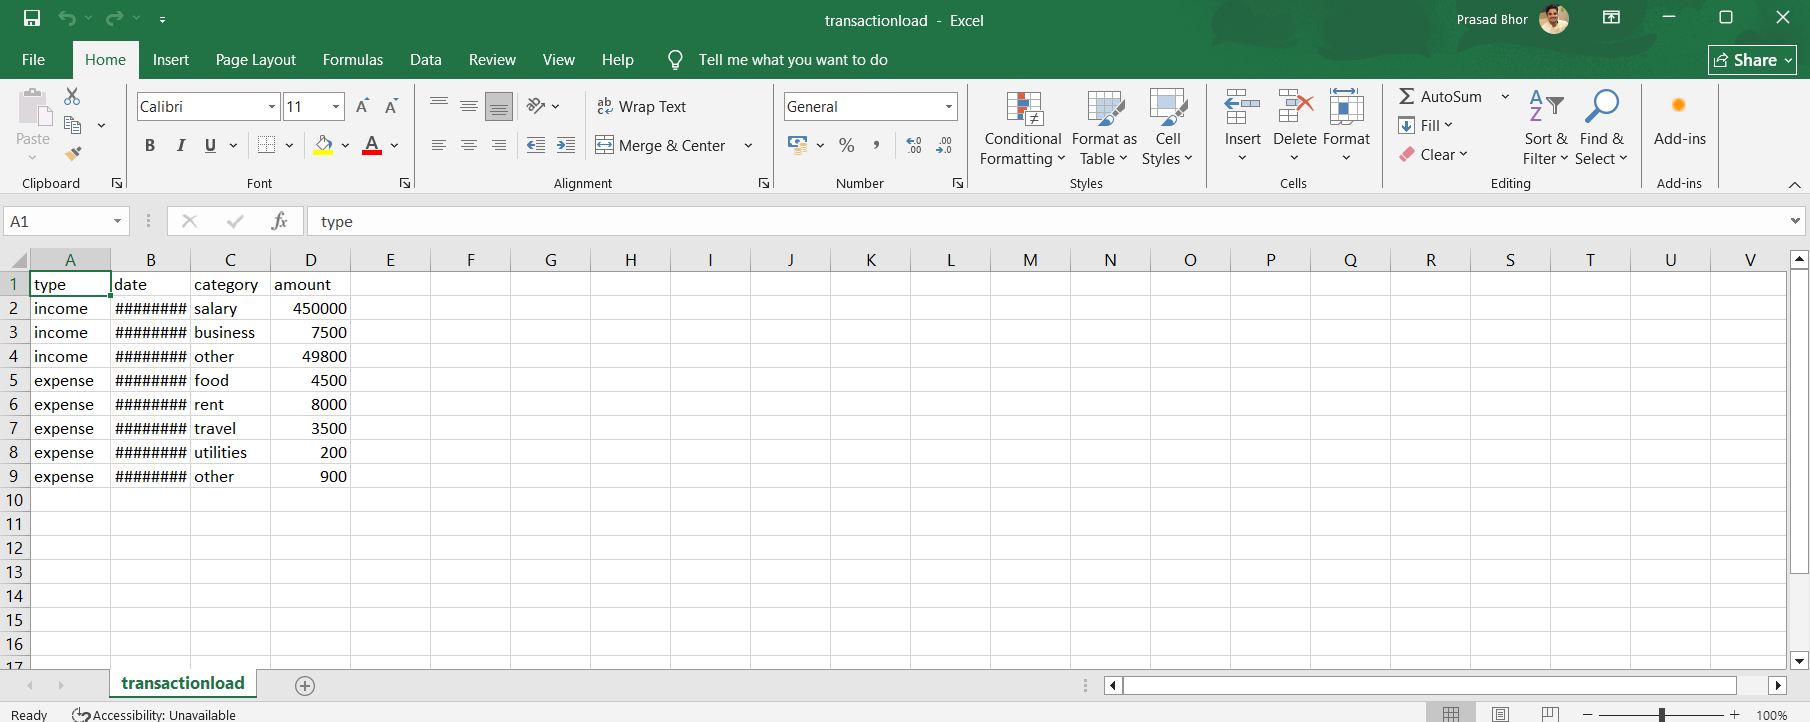 transactionload - Excel
Prasad Bhor
File Home Insert Page Layout Formulas Data Review View Help Tell me what you want to do Share
Paste
Clipboard
Calibri 11 A A
B I U A
Font
ab Wrap Text
Merge & Center
Alignment
General
% , .00 .00
Number
Conditional Formatting
Format as Table
Cell Styles
Styles
Insert Delete Format
Cells
AutoSum
Fill
Clear
Sort & Filter
Find & Select
Editing
Add-ins
Add-ins
A1 fx type
A B C D E F G H I J K L M N O P Q R S T U V
1 type date category amount
2 income ######## salary 450000
3 income ######## business 7500
4 income ######## other 49800
5 expense ######## food 4500
6 expense ######## rent 8000
7 expense ######## travel 3500
8 expense ######## utilities 200
9 expense ######## other 900
10
11
12
13
14
15
16
17
transactionload
Ready Accessibility: Unavailable 100%